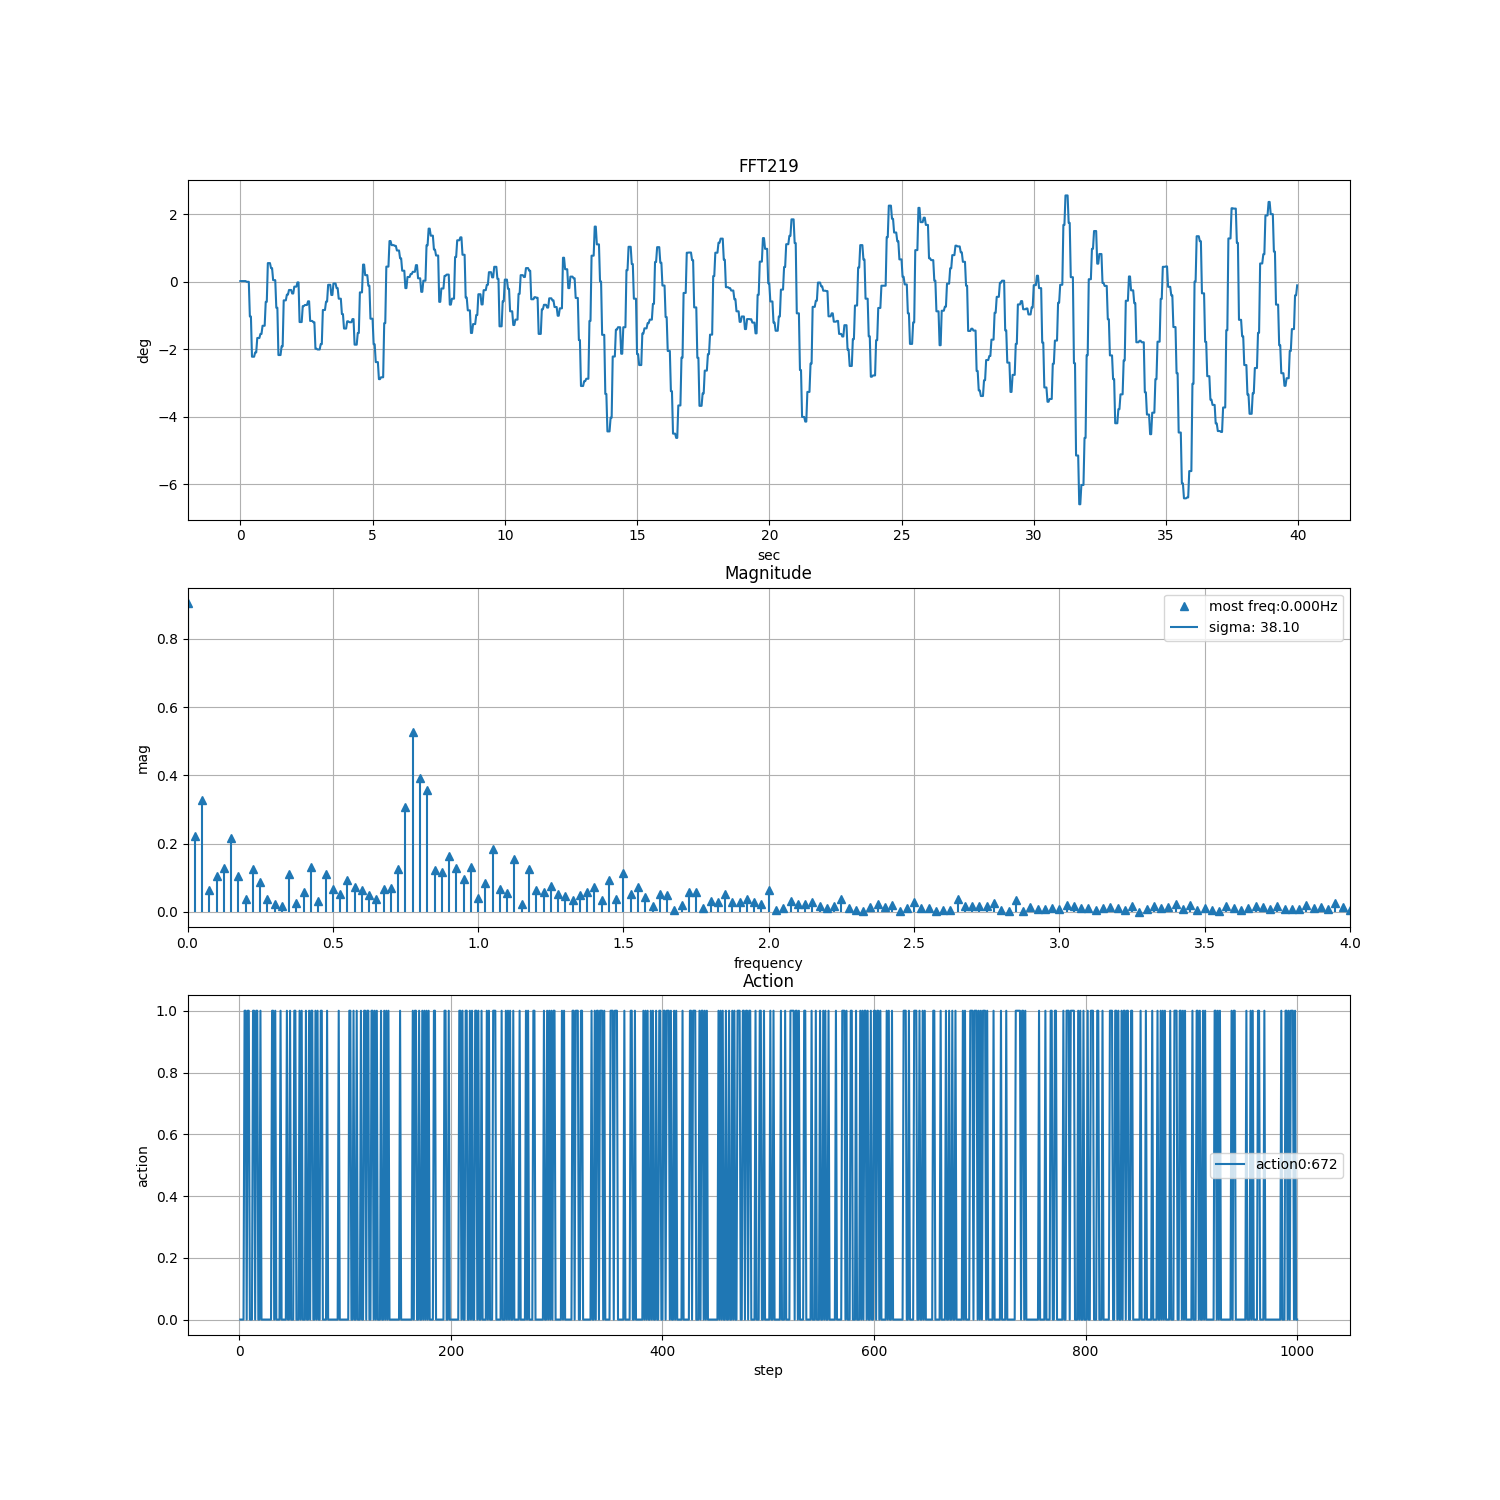 FFT219
2
0
−2
−4
−6
deg
0 5 10 15 20 25 30 35 40
sec
Magnitude
most freq:0.000Hz
sigma: 38.10
0.8
0.6
0.4
0.2
0.0
mag
0.0 0.5 1.0 1.5 2.0 2.5 3.0 3.5 4.0
frequency
Action
1.0
0.8
0.6
0.4
0.2
0.0
action
action0:672
0 200 400 600 800 1000
step